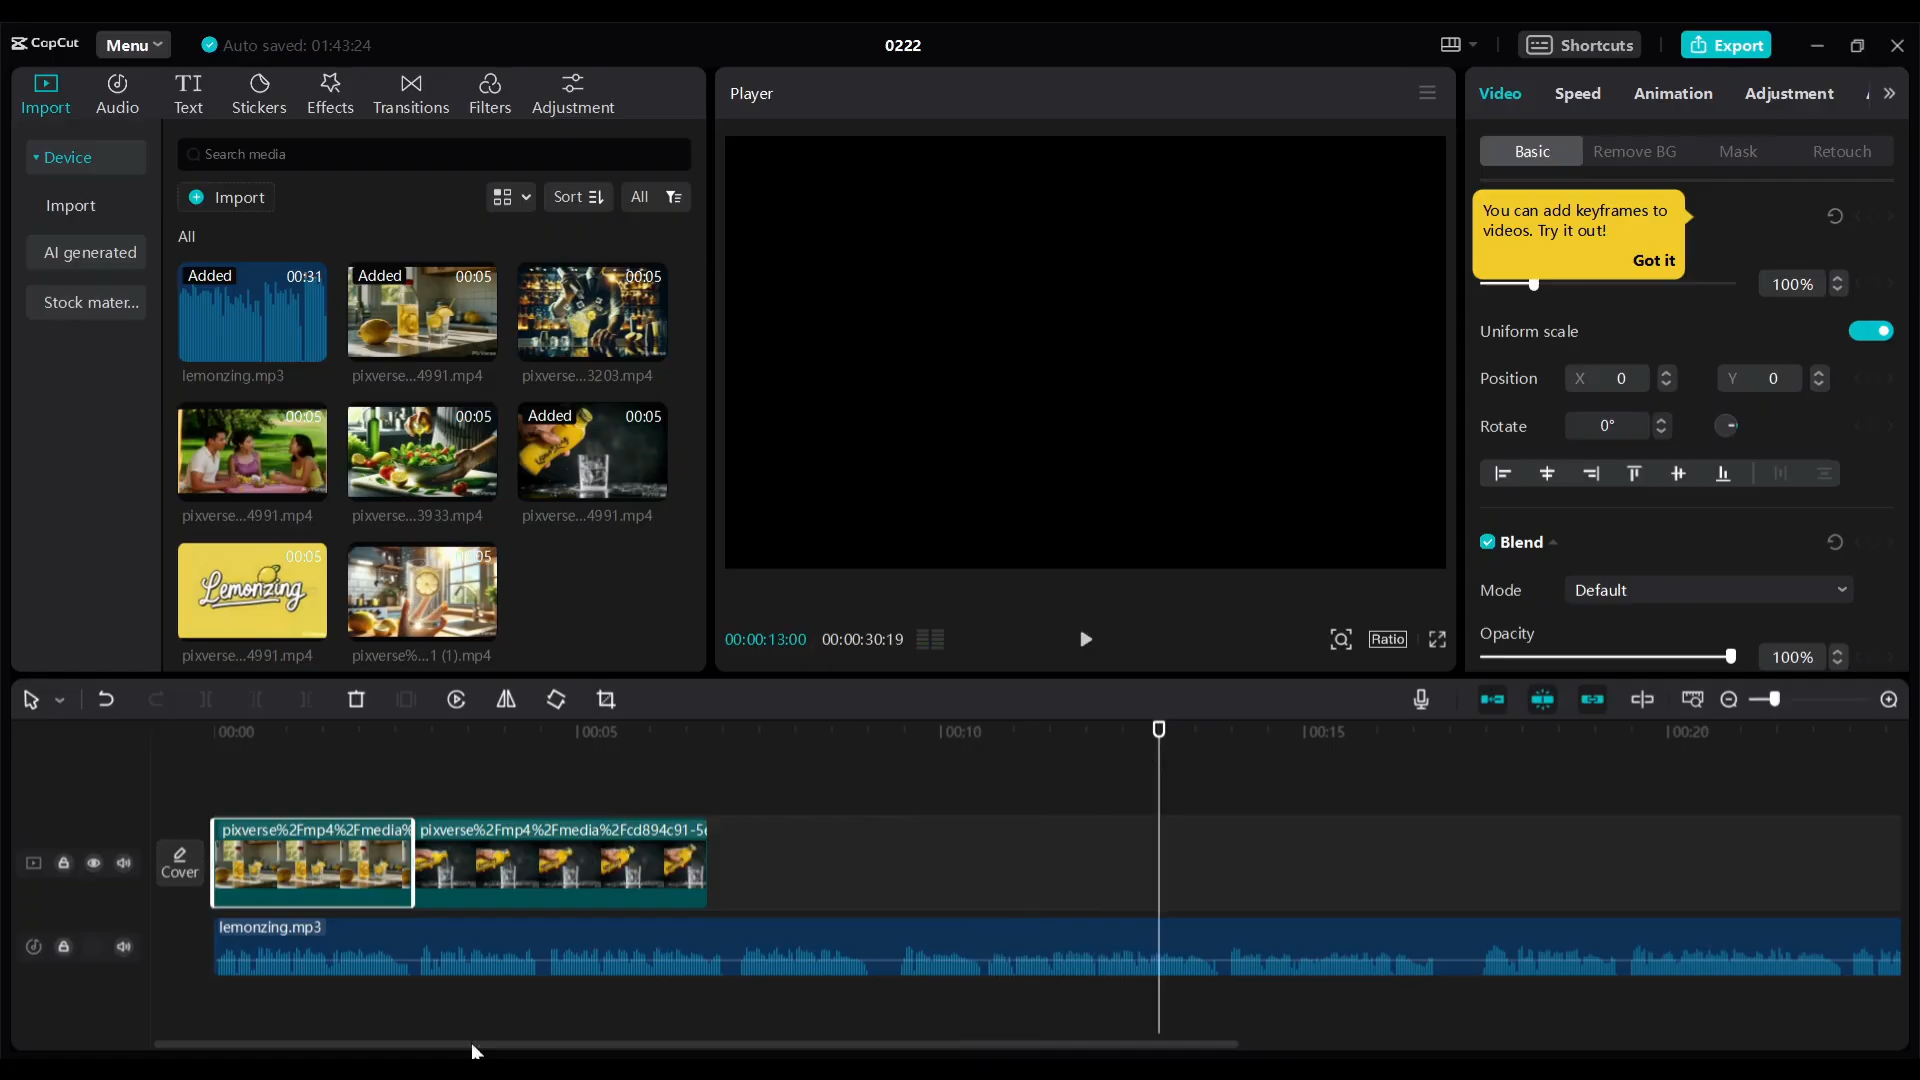 CapCut
Menu
Auto saved: 01:43:24
0222
Shortcuts
Export
Import
Audio
Text
Stickers
Effects
Transitions
Filters
Adjustment
Device
Import
AI generated
Stock mater...
Search media
Import
Sort
All
All
Added 00:31
lemonzing.mp3
Added 00:05
pixverse...4991.mp4
00:05
pixverse...3203.mp4
00:05
pixverse...4991.mp4
00:05
pixverse...3933.mp4
Added 00:05
pixverse...4991.mp4
Lemonzing
00:05
pixverse...4991.mp4
00:05
pixverse%...1 (1).mp4
Player
00:00:13:00 00:00:30:19
Ratio
Video
Speed
Animation
Adjustment
Basic
Remove BG
Mask
Retouch
You can add keyframes to
videos. Try it out!
Got it
100%
Uniform scale
Position X 0 Y 0
Rotate 0°
Blend
Mode Default
Opacity
100%
00:00 00:05 00:10 00:15 00:20
Cover
pixverse%2Fmp4%2Fmedia%
pixverse%2Fmp4%2Fmedia%2Fcd894c91-5
lemonzing.mp3